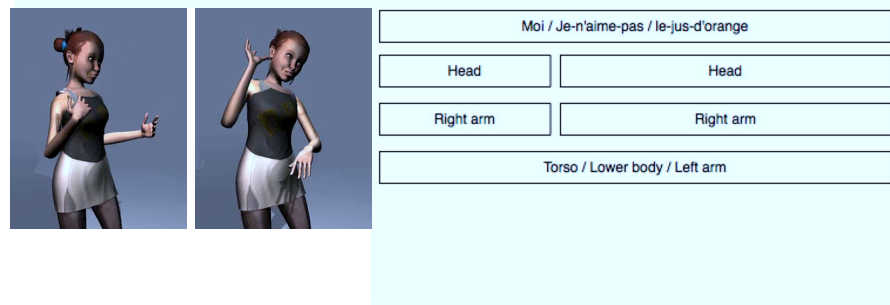 Moi / Je-n'aime-pas / le-jus-d'orange
Head Head
Right arm Right arm
Torso / Lower body / Left arm